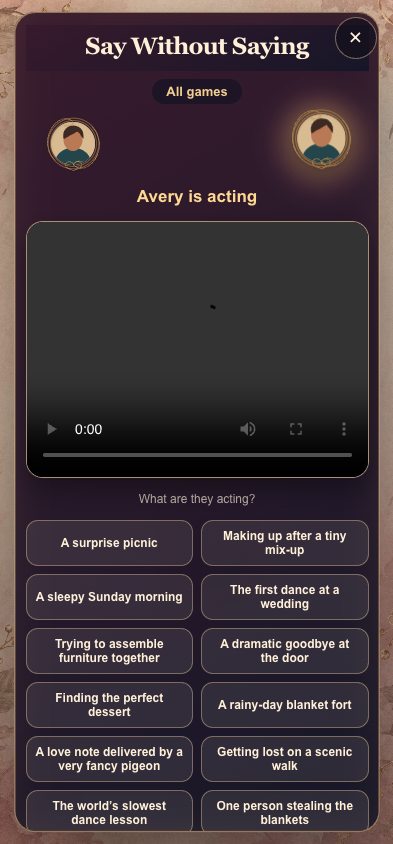 Say Without Saying
All games
Avery is acting
0:00
What are they acting?
A surprise picnic
Making up after a tiny
mix-up
A sleepy Sunday morning
The first dance at a
wedding
Trying to assemble
furniture together
A dramatic goodbye at
the door
Finding the perfect
dessert
A rainy-day blanket fort
A love note delivered by a
very fancy pigeon
Getting lost on a scenic
walk
The world's slowest
dance lesson
One person stealing the
blankets